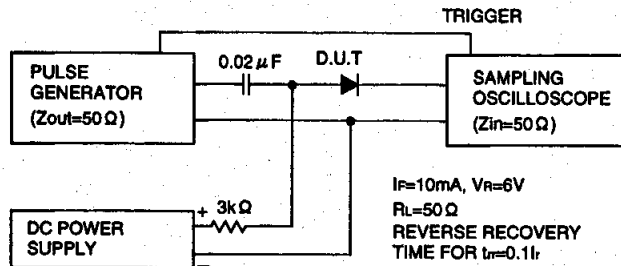 TRIGGER
0.02μF
D.U.T
PULSE
GENERATOR
(Zout=50Ω)
SAMPLING
OSCILLOSCOPE
(Zin=50Ω)
+
3kΩ
DC POWER
SUPPLY
−
IF=10mA, VR=6V
RL=50Ω
REVERSE RECOVERY
TIME FOR trr=0.1Ir